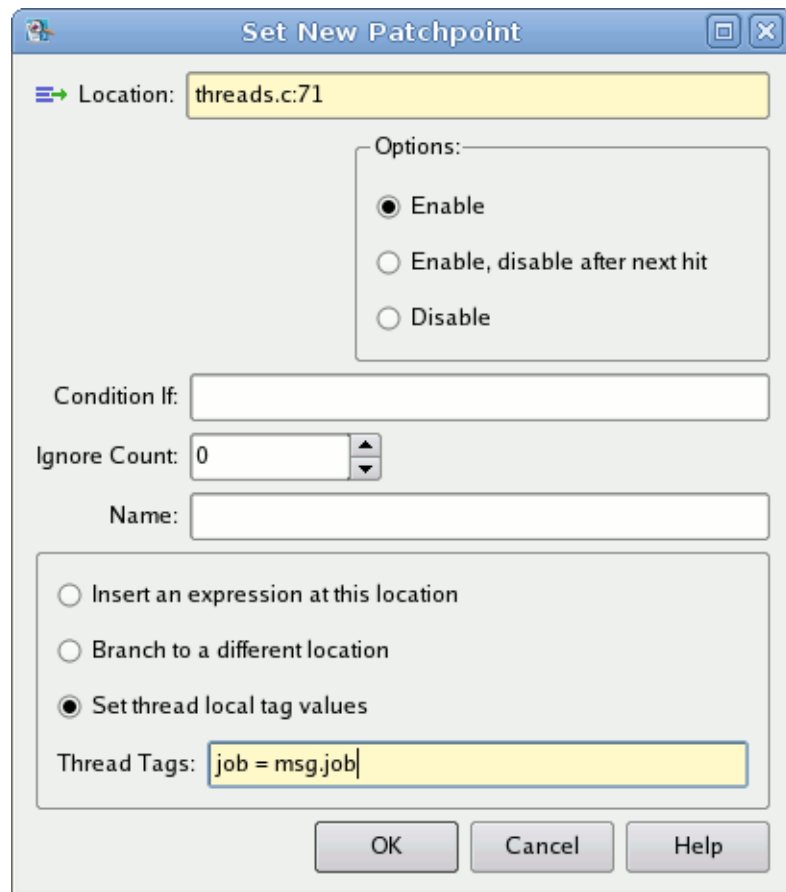 Set New Patchpoint
Location: threads.c:71
Options:
Enable
Enable, disable after next hit
Disable
Condition If:
Ignore Count: 0
Name:
Insert an expression at this location
Branch to a different location
Set thread local tag values
Thread Tags: job = msg.job
OK Cancel Help